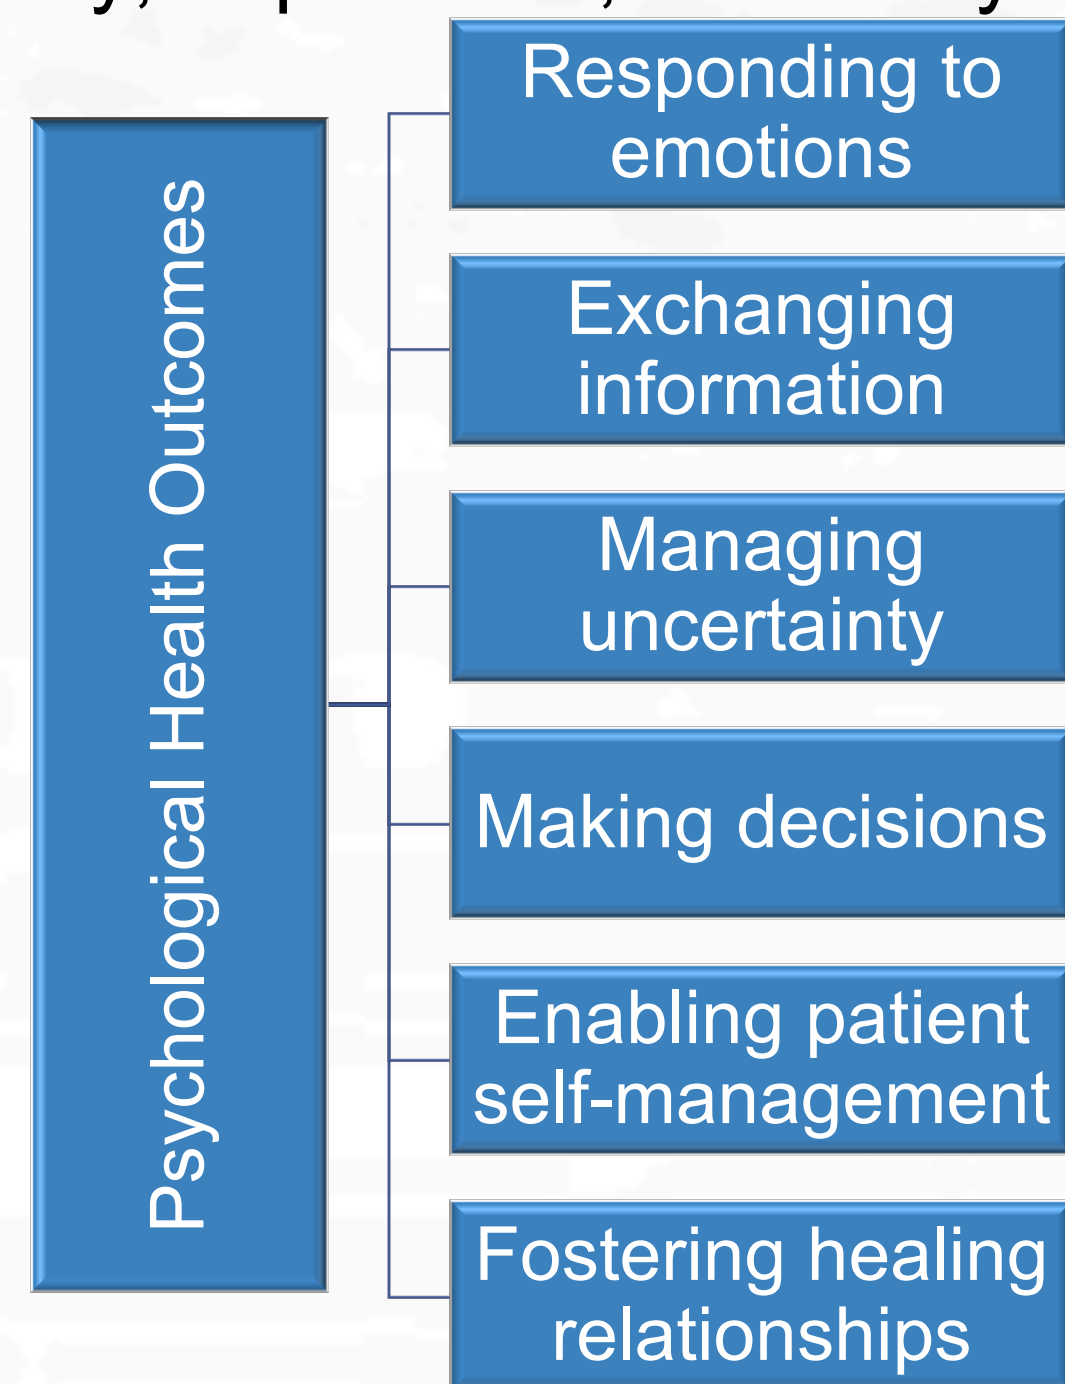 Psychological Health Outcomes
Responding to
emotions
Exchanging
information
Managing
uncertainty
Making decisions
Enabling patient
self-management
Fostering healing
relationships